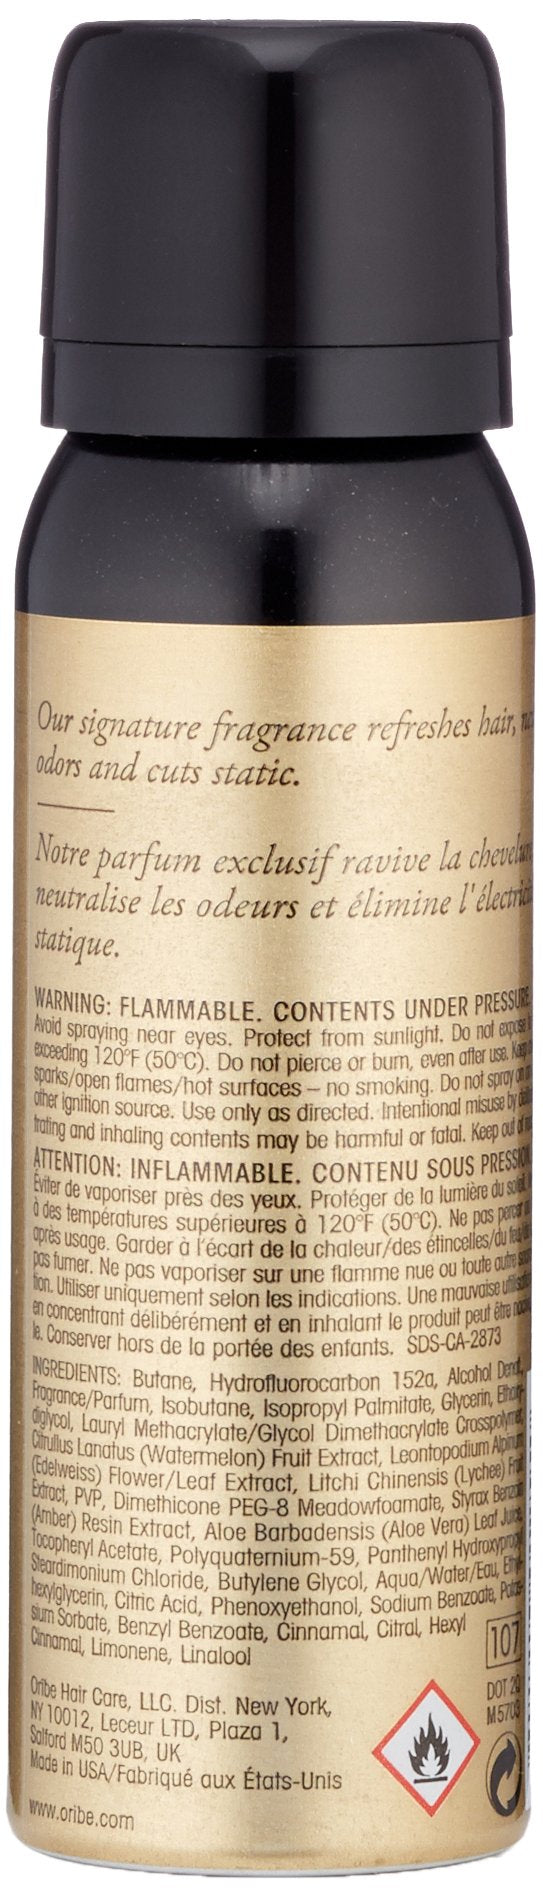 Our signature fragrance refreshes hair,
odors and cuts static.
Notre parfum exclusif ravive la chevelure,
neutralise les odeurs et élimine l'électrici
statique.
WARNING: FLAMMABLE. CONTENTS UNDER PRESSURE.
Avoid spraying near eyes. Protect from sunlight. Do not expose
exceeding 120°F (50°C). Do not pierce or burn, even after use. Keep
sparks/open flames/hot surfaces – no smoking. Do not spray on
other ignition source. Use only as directed. Intentional misuse by
trating and inhaling contents may be harmful or fatal. Keep out of
ATTENTION: INFLAMMABLE. CONTENU SOUS PRESSION.
Éviter de vaporiser près des yeux. Protéger de la lumière du soleil.
à des températures supérieures à 120°F (50°C). Ne pas percer
après usage. Garder à l'écart de la chaleur/des étincelles/du
pas fumer. Ne pas vaporiser sur une flamme nue ou toute autre
tion. Utiliser uniquement selon les indications. Une mauvaise
en concentrant délibérément et en inhalant le produit peut être
le. Conserver hors de la portée des enfants. SDS-CA-2873
INGREDIENTS: Butane, Hydrofluorocarbon 152a, Alcohol Denat.,
Fragrance/Parfum, Isobutane, Isopropyl Palmitate, Glycerin,
diglycol, Lauryl Methacrylate/Glycol Dimethacrylate Crosspolymer,
Citrullus Lanatus (Watermelon) Fruit Extract, Leontopodium Alpinum
(Edelweiss) Flower/Leaf Extract, Litchi Chinensis (Lychee) Fruit
Extract, PVP, Dimethicone PEG-8 Meadowfoamate, Styrax Benzoin
(Amber) Resin Extract, Aloe Barbadensis (Aloe Vera) Leaf Juice,
Tocopheryl Acetate, Polyquaternium-59, Panthenyl Hydroxypropyl
Steardimonium Chloride, Butylene Glycol, Aqua/Water/Eau, Ethyl-
hexylglycerin, Citric Acid, Phenoxyethanol, Sodium Benzoate, Potas-
sium Sorbate, Benzyl Benzoate, Cinnamal, Citral, Hexyl
Cinnamal, Limonene, Linalool
107
Oribe Hair Care, LLC. Dist. New York,
NY 10012, Leceur LTD, Plaza 1,
Salford M50 3UB, UK
Made in USA/Fabriqué aux États-Unis
DOT 2Q
M5703
www.oribe.com